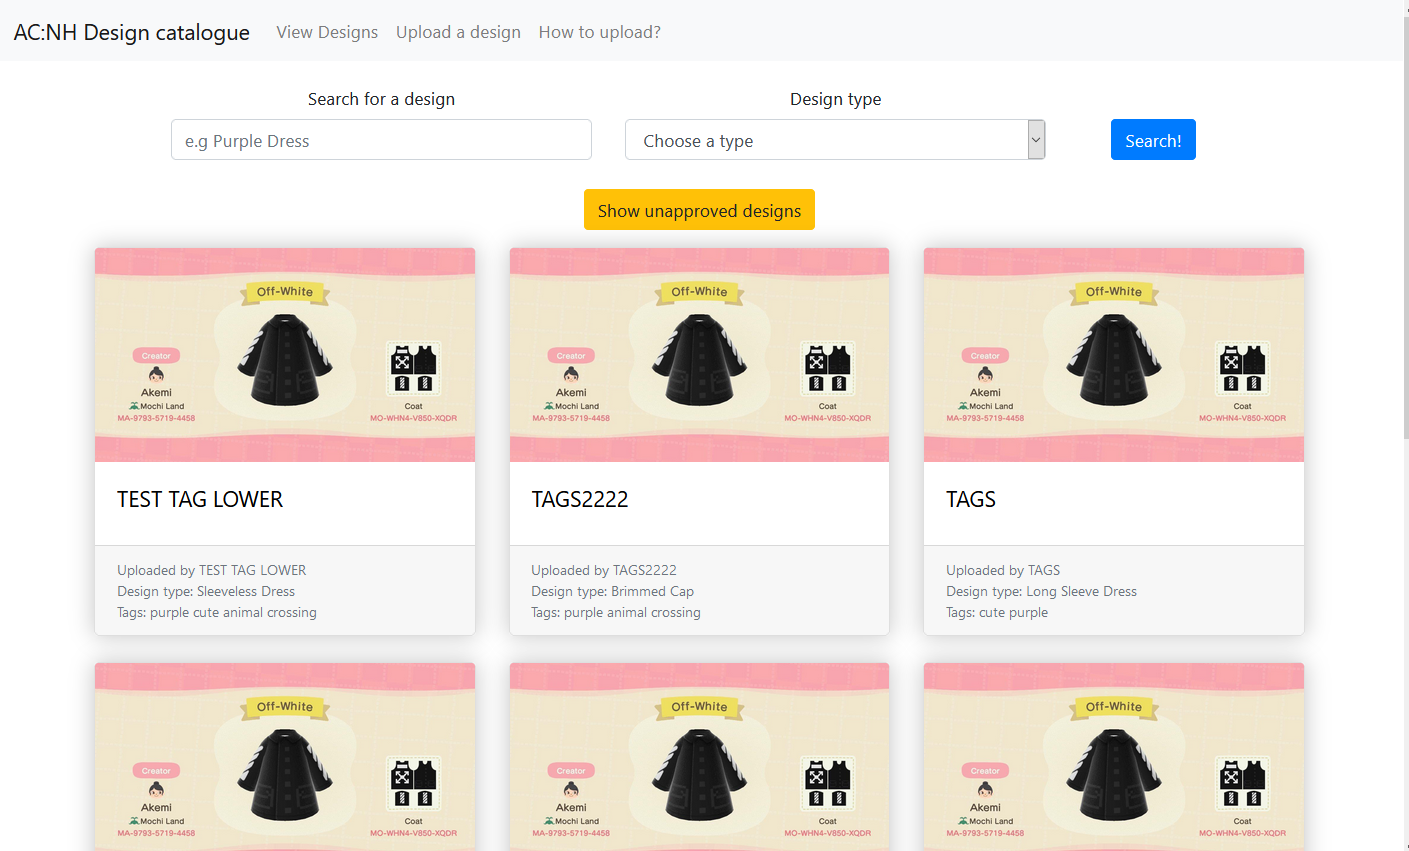 AC:NH Design catalogue View Designs Upload a design How to upload?
Search for a design Design type
e.g Purple Dress Choose a type Search!
Show unapproved designs
Off-White
Creator
Akemi
Mochi Land
MA-9793-5719-4458
Coat
MO-WHN4-V850-XQDR
TEST TAG LOWER
Uploaded by TEST TAG LOWER
Design type: Sleeveless Dress
Tags: purple cute animal crossing
Off-White
Creator
Akemi
Mochi Land
MA-9793-5719-4458
Coat
MO-WHN4-V850-XQDR
TAGS2222
Uploaded by TAGS2222
Design type: Brimmed Cap
Tags: purple animal crossing
Off-White
Creator
Akemi
Mochi Land
MA-9793-5719-4458
Coat
MO-WHN4-V850-XQDR
TAGS
Uploaded by TAGS
Design type: Long Sleeve Dress
Tags: cute purple
Off-White
Creator
Akemi
Mochi Land
MA-9793-5719-4458
Coat
MO-WHN4-V850-XQDR
Off-White
Creator
Akemi
Mochi Land
MA-9793-5719-4458
Coat
MO-WHN4-V850-XQDR
Off-White
Creator
Akemi
Mochi Land
MA-9793-5719-4458
Coat
MO-WHN4-V850-XQDR